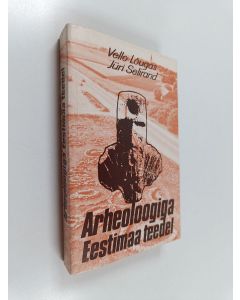 Vello Lõugas
Jüri Selirand
Arheoloogiga
Eestimaa teedel